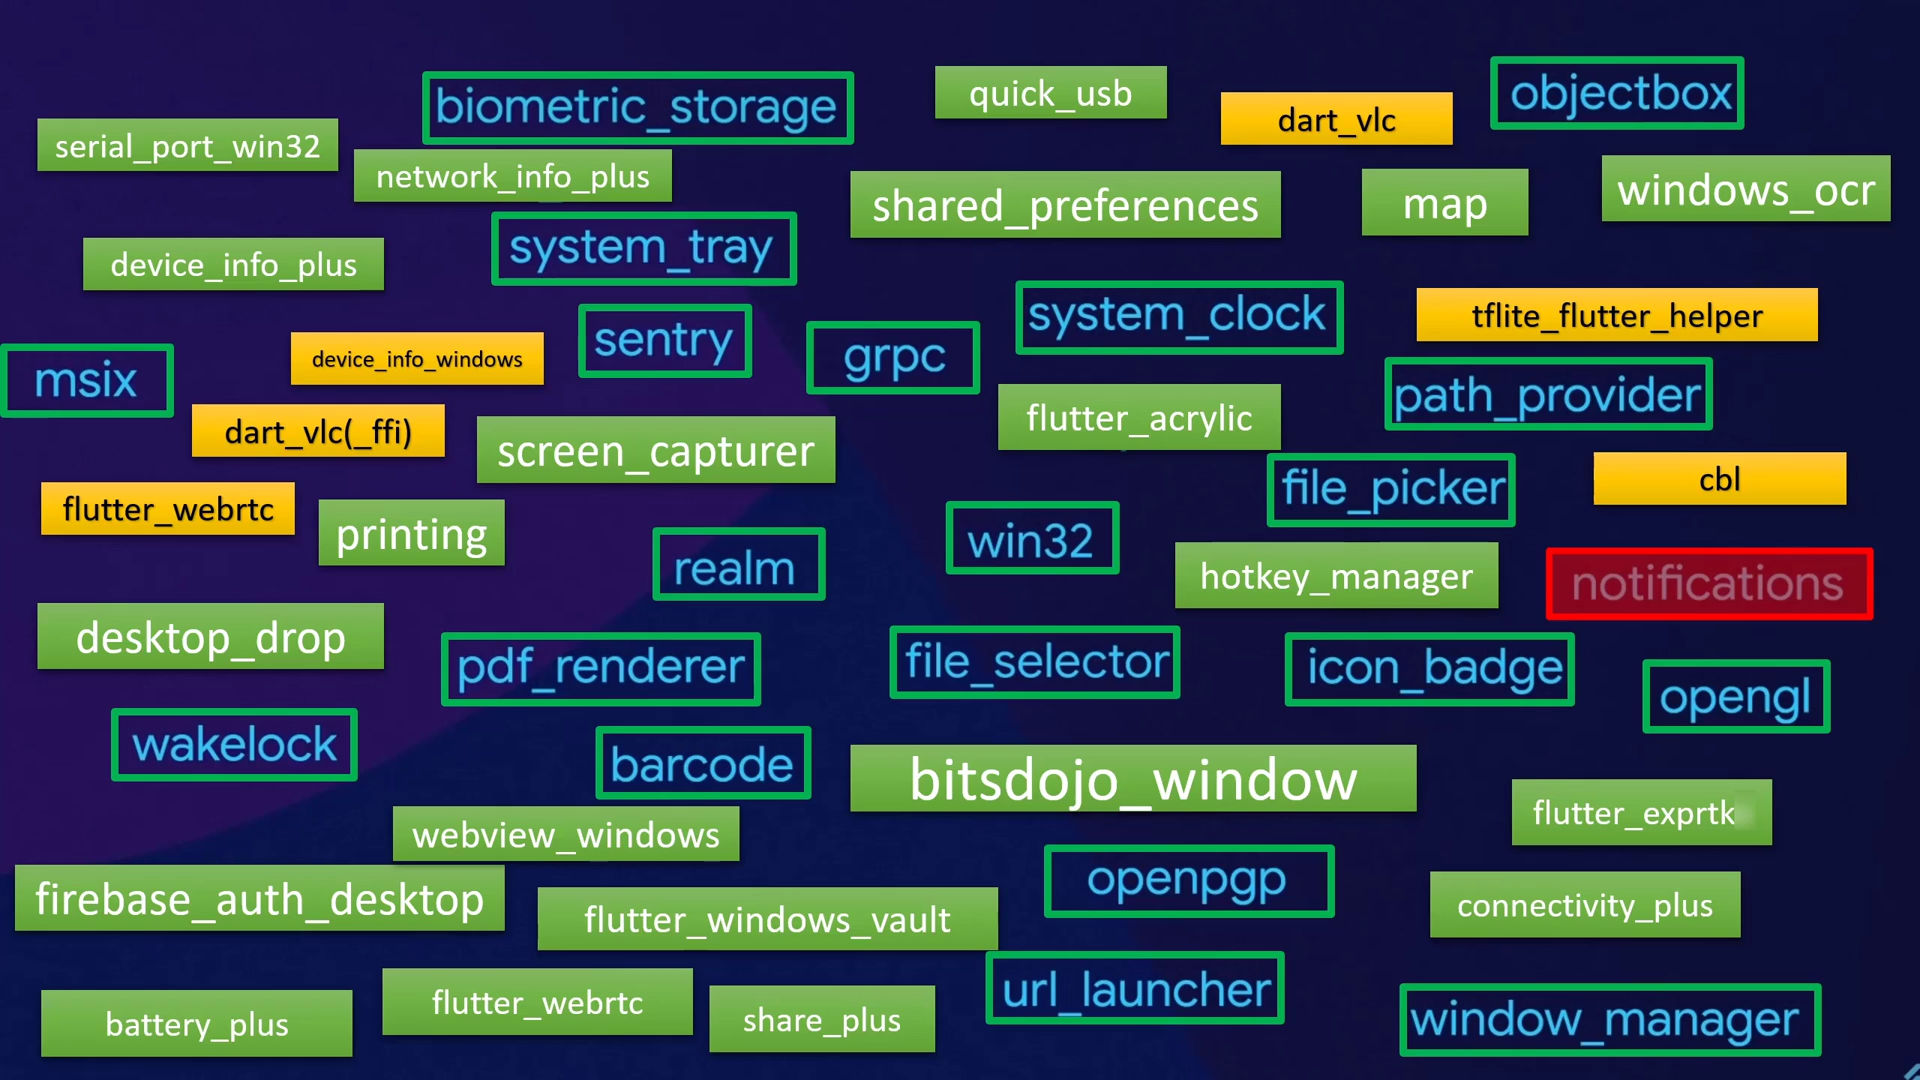 biometric_storage
quick_usb
objectbox
dart_vlc
serial_port_win32
network_info_plus
shared_preferences
map
windows_ocr
system_tray
device_info_plus
system_clock
tflite_flutter_helper
sentry
grpc
msix
device_info_windows
path_provider
flutter_acrylic
dart_vlc(_ffi)
screen_capturer
file_picker
cbl
flutter_webrtc
printing
win32
realm
hotkey_manager
notifications
desktop_drop
pdf_renderer
file_selector
icon_badge
opengl
wakelock
barcode
bitsdojo_window
flutter_exprtk
webview_windows
firebase_auth_desktop
openpgp
flutter_windows_vault
connectivity_plus
url_launcher
battery_plus
flutter_webrtc
share_plus
window_manager